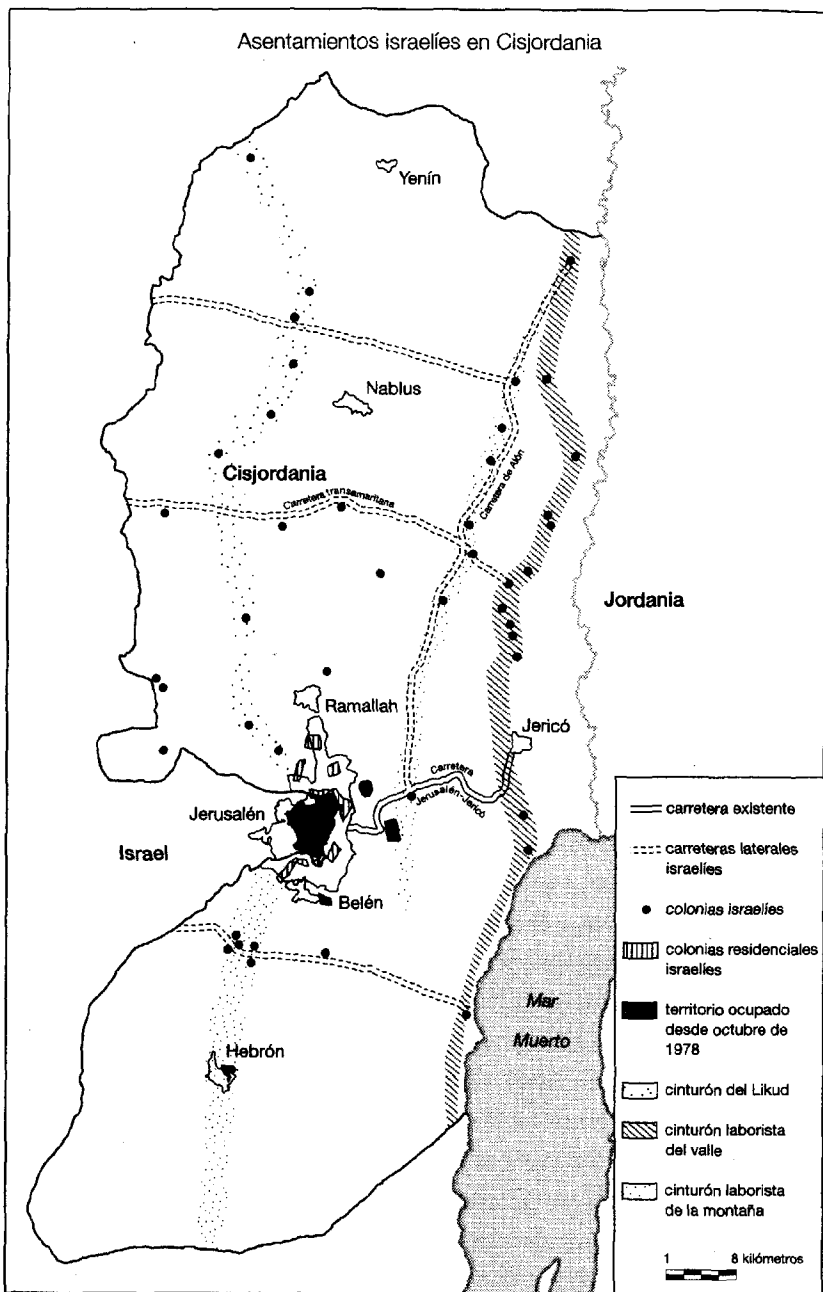 Asentamientos israelíes en Cisjordania
Yenín
Nablus
Cisjordania
Carretera transamaritana
Carretera de Alón
Jordania
Ramallah
Jericó
Carretera
Jerusalén-Jericó
Jerusalén
Israel
Belén
Mar
Muerto
Hebrón
carretera existente
carreteras laterales
israelíes
colonias israelíes
colonias residenciales
israelíes
territorio ocupado
desde octubre de
1978
cinturón del Likud
cinturón laborista
del valle
cinturón laborista
de la montaña
1 8 kilómetros